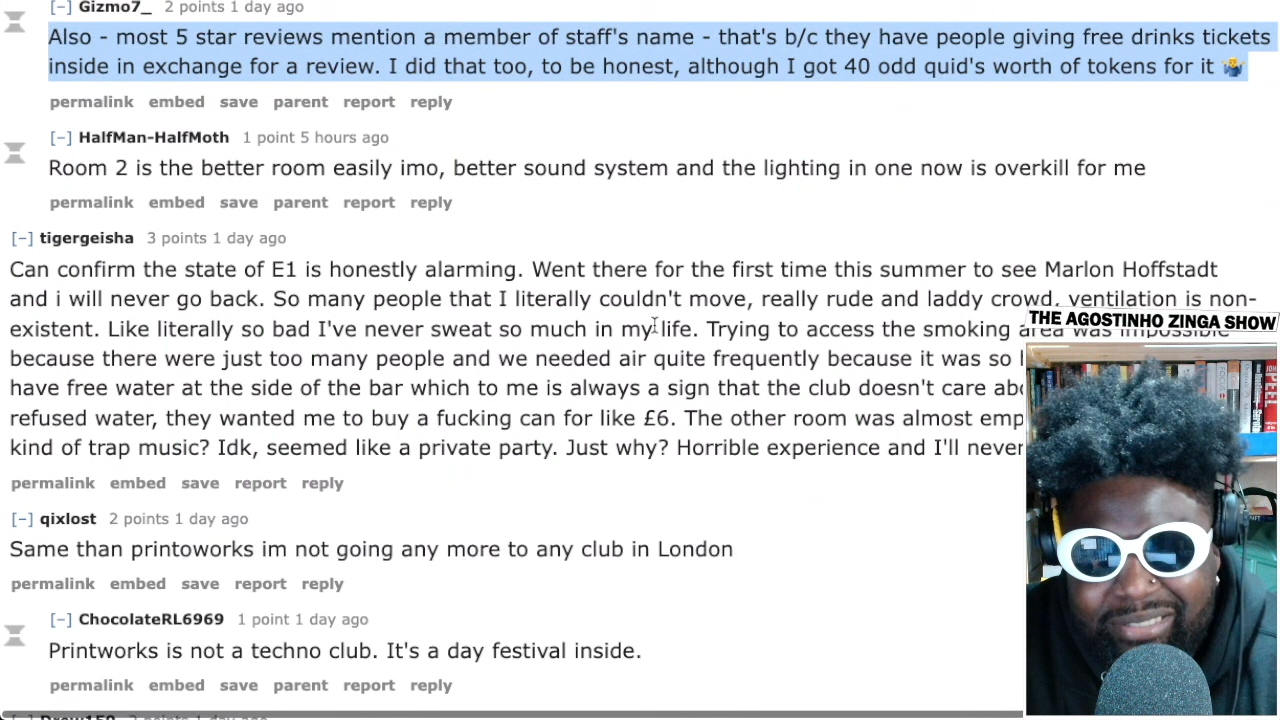 [-] Gizmo7_ 2 points 1 day ago
Also - most 5 star reviews mention a member of staff's name - that's b/c they have people giving free drinks tickets
inside in exchange for a review. I did that too, to be honest, although I got 40 odd quid's worth of tokens for it 🤷‍♂️
permalink embed save parent report reply
[-] HalfMan-HalfMoth 1 point 5 hours ago
Room 2 is the better room easily imo, better sound system and the lighting in one now is overkill for me
permalink embed save parent report reply
[-] tigergeisha 3 points 1 day ago
Can confirm the state of E1 is honestly alarming. Went there for the first time this summer to see Marlon Hoffstadt
and i will never go back. So many people that I literally couldn't move, really rude and laddy crowd, ventilation is non-
existent. Like literally so bad I've never sweat so much in my life. Trying to access the smoking area was impossible
because there were just too many people and we needed air quite frequently because it was so
have free water at the side of the bar which to me is always a sign that the club doesn't care
refused water, they wanted me to buy a fucking can for like £6. The other room was almost
kind of trap music? Idk, seemed like a private party. Just why? Horrible experience and I'll never
permalink embed save report reply
[-] qixlost 2 points 1 day ago
Same than printoworks im not going any more to any club in London
permalink embed save report reply
[-] ChocolateRL6969 1 point 1 day ago
Printworks is not a techno club. It's a day festival inside.
permalink embed save parent report reply
THE AGOSTINHO ZINGA SHOW